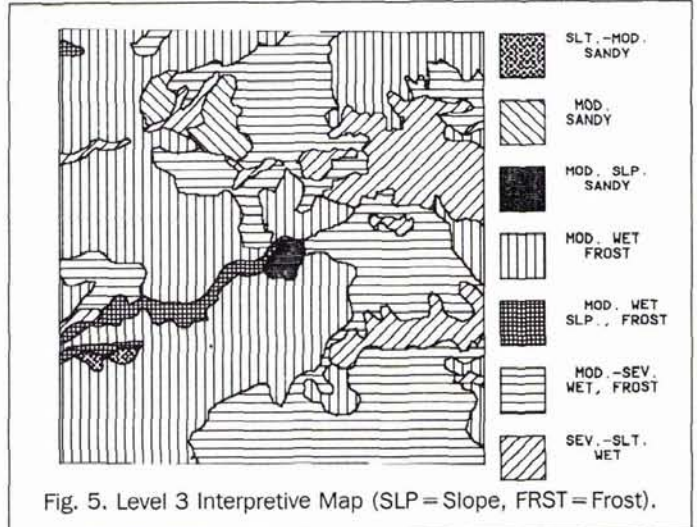 SLT.-MOD.
SANDY
MOD.
SANDY
MOD. SLP.
SANDY
MOD. WET
FROST
MOD. WET
SLP., FROST
MOD.-SEV.
WET, FROST
SEV.-SLT.
WET
Fig. 5. Level 3 Interpretive Map (SLP=Slope, FRST=Frost).